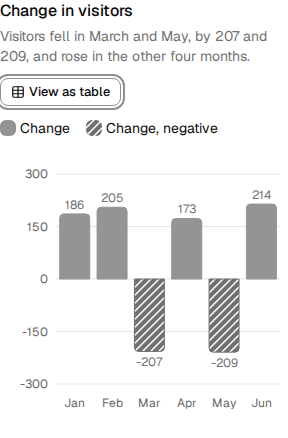 Change in visitors
Visitors fell in March and May, by 207 and
209, and rose in the other four months.
View as table
Change
Change, negative
300
150
0
-150
-300
186
205
-207
173
-209
214
Jan
Feb
Mar
Apr
May
Jun